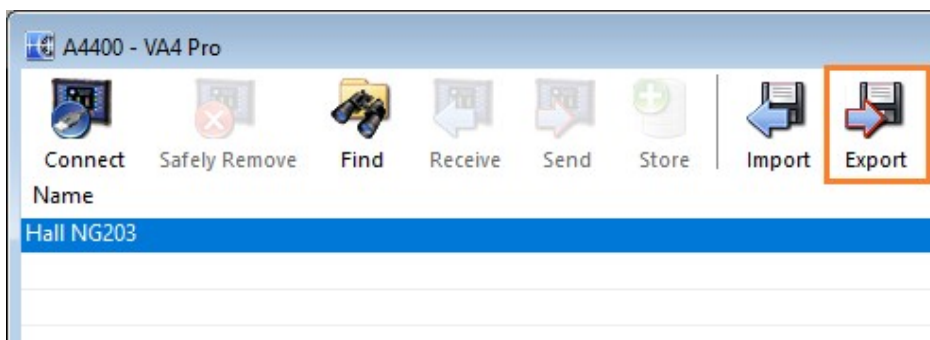 A4400 - VA4 Pro
Connect Safely Remove Find Receive Send Store Import Export
Name
Hall NG203